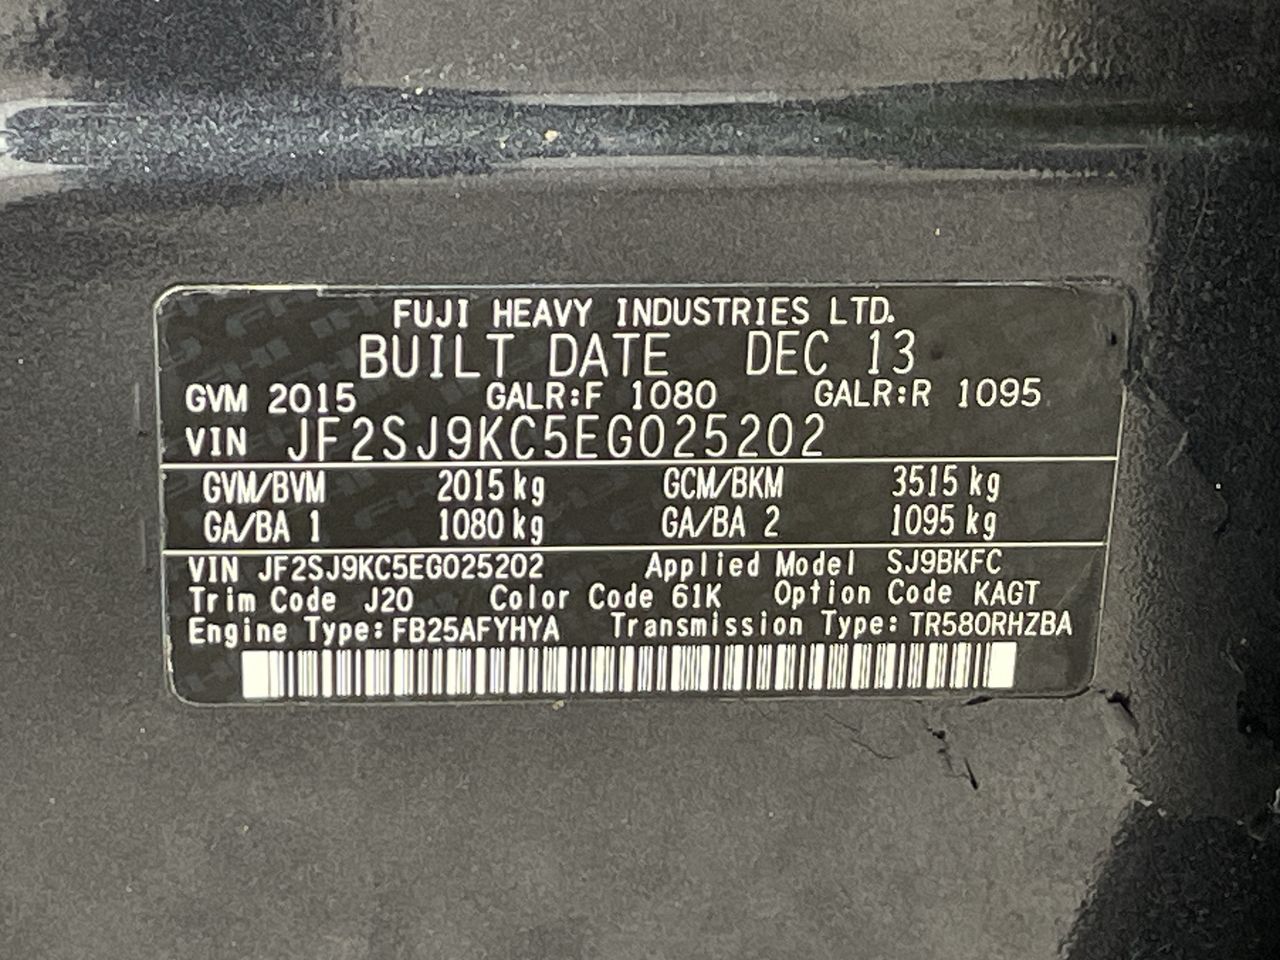 FUJI HEAVY INDUSTRIES LTD.
BUILT DATE DEC 13
GVM 2015 GALR:F 1080 GALR:R 1095
VIN JF2SJ9KC5EG025202
GVM/BVM 2015 kg GCM/BKM 3515 kg
GA/BA 1 1080 kg GA/BA 2 1095 kg
VIN JF2SJ9KC5EG025202 Applied Model SJ9BKFC
Trim Code J20 Color Code 61K Option Code KAGT
Engine Type: FB25AFYHYA Transmission Type: TR580RHZBA